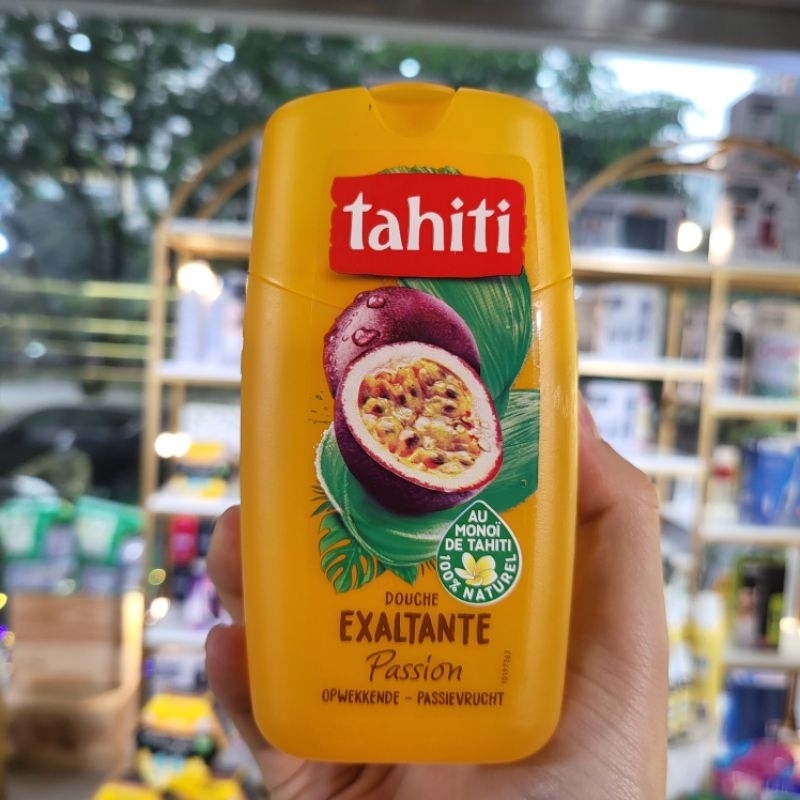 tahiti
AU
MONOÏ
DE TAHITI
100% NATUREL
DOUCHE
EXALTANTE
Passion
OPWEKKENDE – PASSIEVRUCHT